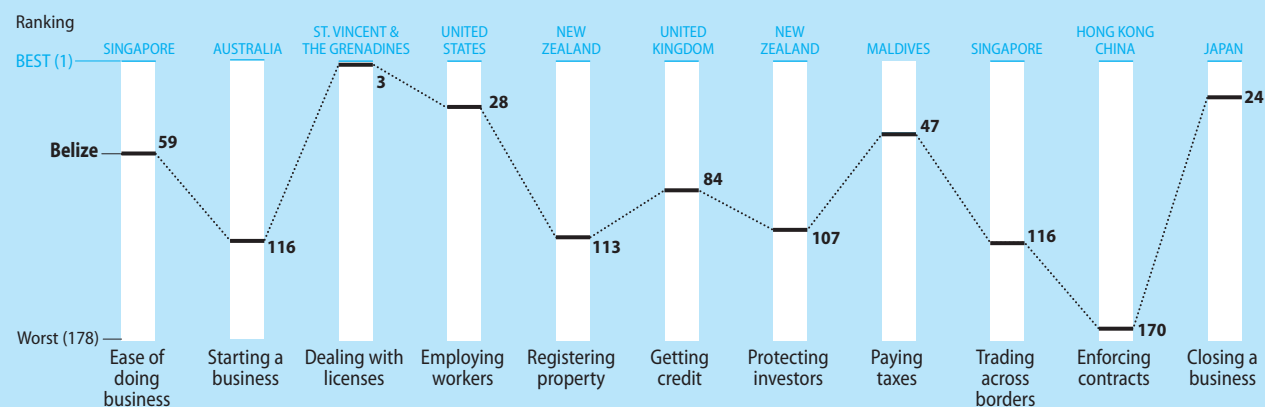 Ranking
SINGAPORE
AUSTRALIA
ST. VINCENT &
THE GRENADINES
UNITED
STATES
NEW
ZEALAND
UNITED
KINGDOM
NEW
ZEALAND
MALDIVES
SINGAPORE
HONG KONG
CHINA
JAPAN
BEST (1)
3
28
24
47
Belize
59
84
116
113
107
116
170
Worst (178)
Ease of
doing
business
Starting a
business
Dealing with
licenses
Employing
workers
Registering
property
Getting
credit
Protecting
investors
Paying
taxes
Trading
across
borders
Enforcing
contracts
Closing a
business